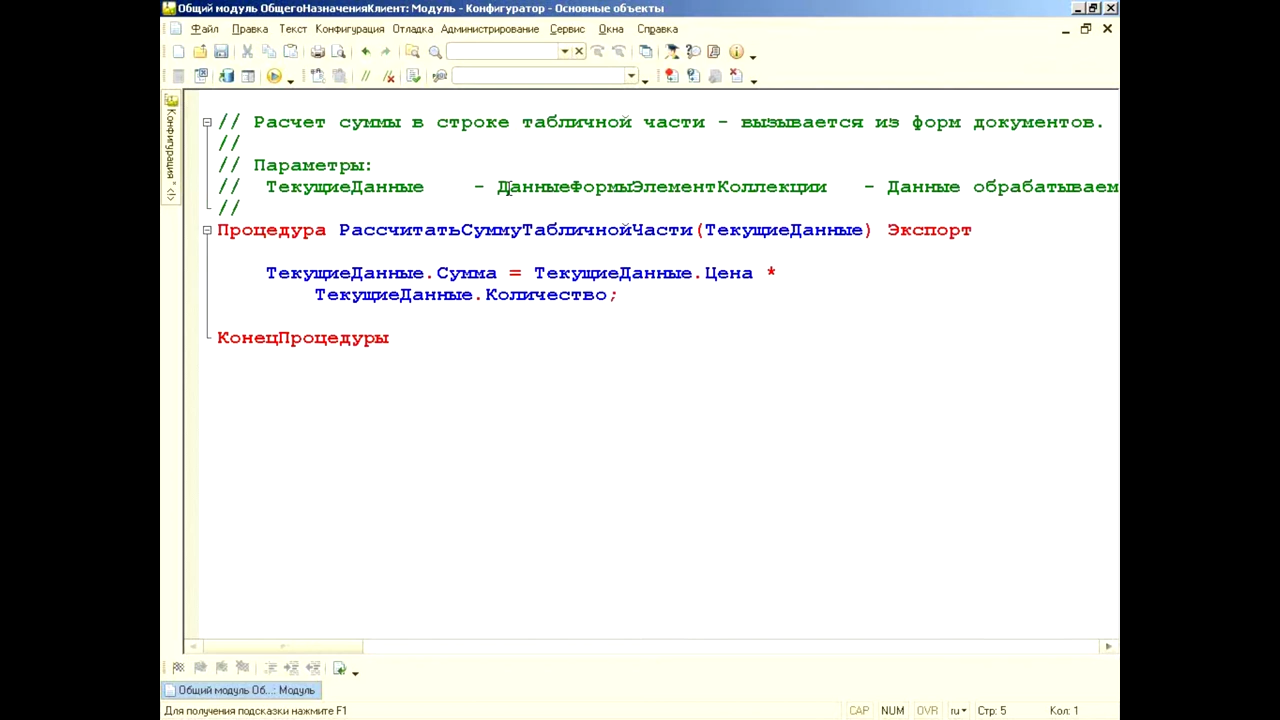 Общий модуль ОбщегоНазначенияКлиент: Модуль - Конфигуратор - Основные объекты
Файл Правка Текст Конфигурация Отладка Администрирование Сервис Окна Справка
Конфигурация *
// Расчет суммы в строке табличной части - вызывается из форм документов.
//
// Параметры:
// ТекущиеДанные - ДанныеФормыЭлементКоллекции - Данные обрабатываем
//
Процедура РассчитатьСуммуТабличнойЧасти(ТекущиеДанные) Экспорт
ТекущиеДанные.Сумма = ТекущиеДанные.Цена *
ТекущиеДанные.Количество;
КонецПроцедуры
Общий модуль Об...: Модуль
Для получения подсказки нажмите F1 CAP NUM OVR ru Стр: 5 Кол: 1